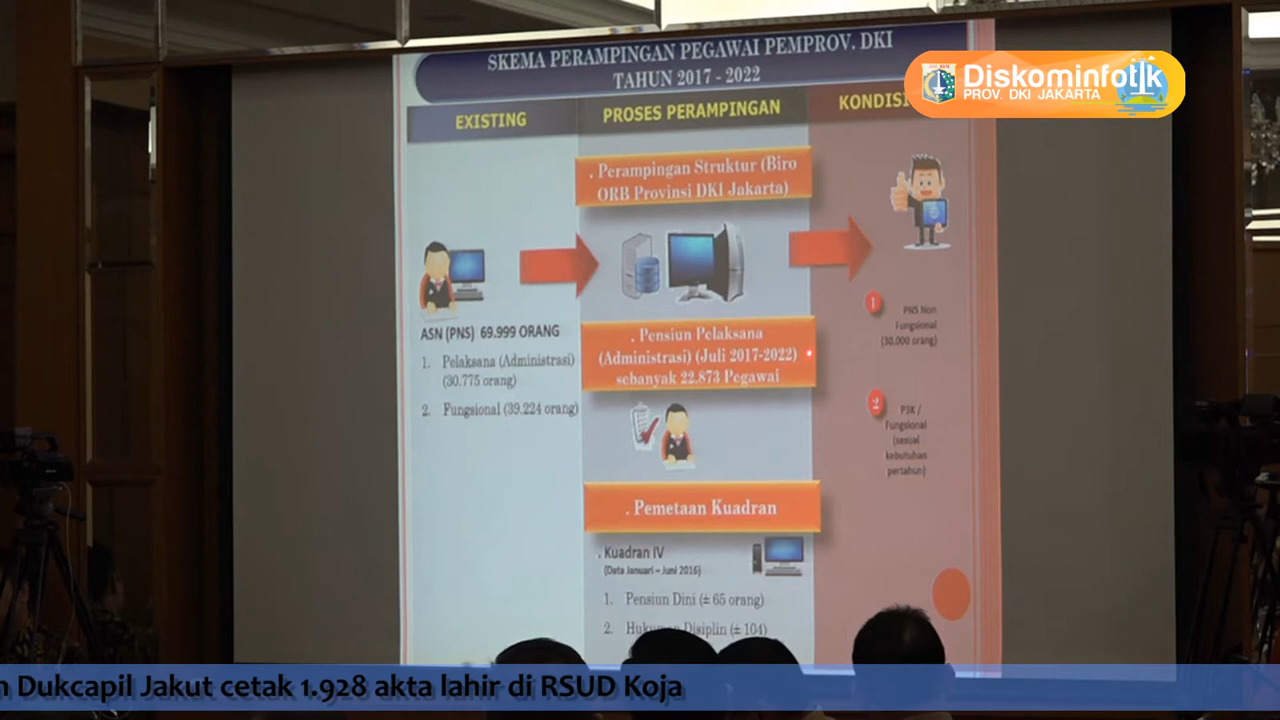 SKEMA PERAMPINGAN PEGAWAI PEMPROV. DKI
TAHUN 2017 - 2022
Diskominfotik
PROV. DKI JAKARTA
EXISTING
PROSES PERAMPINGAN
KONDISI
. Perampingan Struktur (Biro
ORB Provinsi DKI Jakarta)
ASN (PNS) 69.999 ORANG
1. Pelaksana (Administrasi)
(30.775 orang)
2. Fungsional (39.224 orang)
. Pensiun Pelaksana
(Administrasi) (Juli 2017-2022)
sebanyak 22.873 Pegawai
. Pemetaan Kuadran
. Kuadran IV
(Data Januari – Juni 2016)
1. Pensiun Dini (± 65 orang)
2. Disiplin (± 104)
1 PNS Non
Fungsional
(30.000 orang)
2 P3K /
Fungsional
(sesuai
kebutuhan
pertahun)
n Dukcapil Jakut cetak 1.928 akta lahir di RSUD Koja